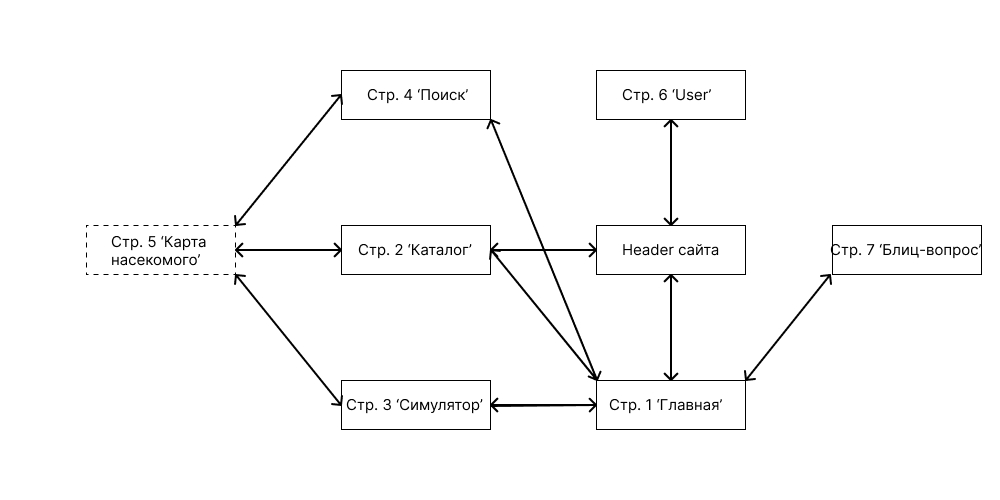 Стр. 4 ‘Поиск’
Стр. 6 ‘User’
Стр. 5 ‘Карта
насекомого’
Стр. 2 ‘Каталог’
Header сайта
Стр. 7 ‘Блиц-вопрос’
Стр. 3 ‘Симулятор’
Стр. 1 ‘Главная’